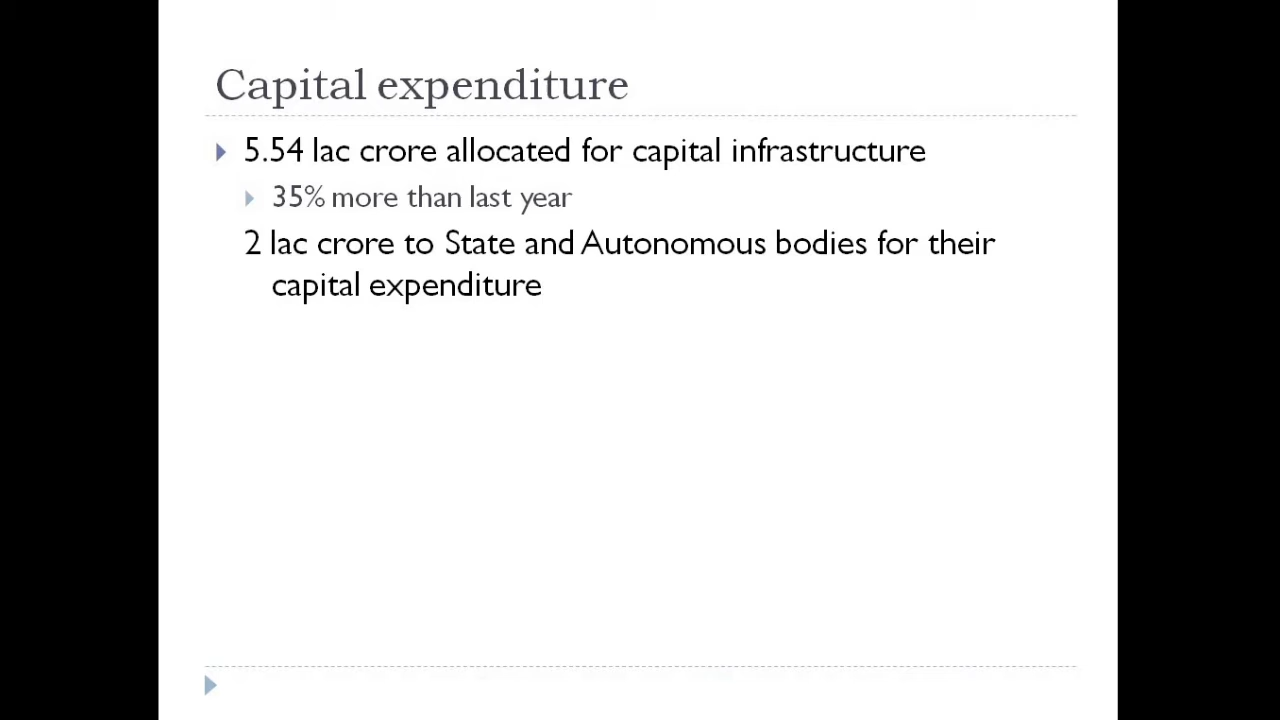 Capital expenditure
5.54 lac crore allocated for capital infrastructure
35% more than last year
2 lac crore to State and Autonomous bodies for their
capital expenditure